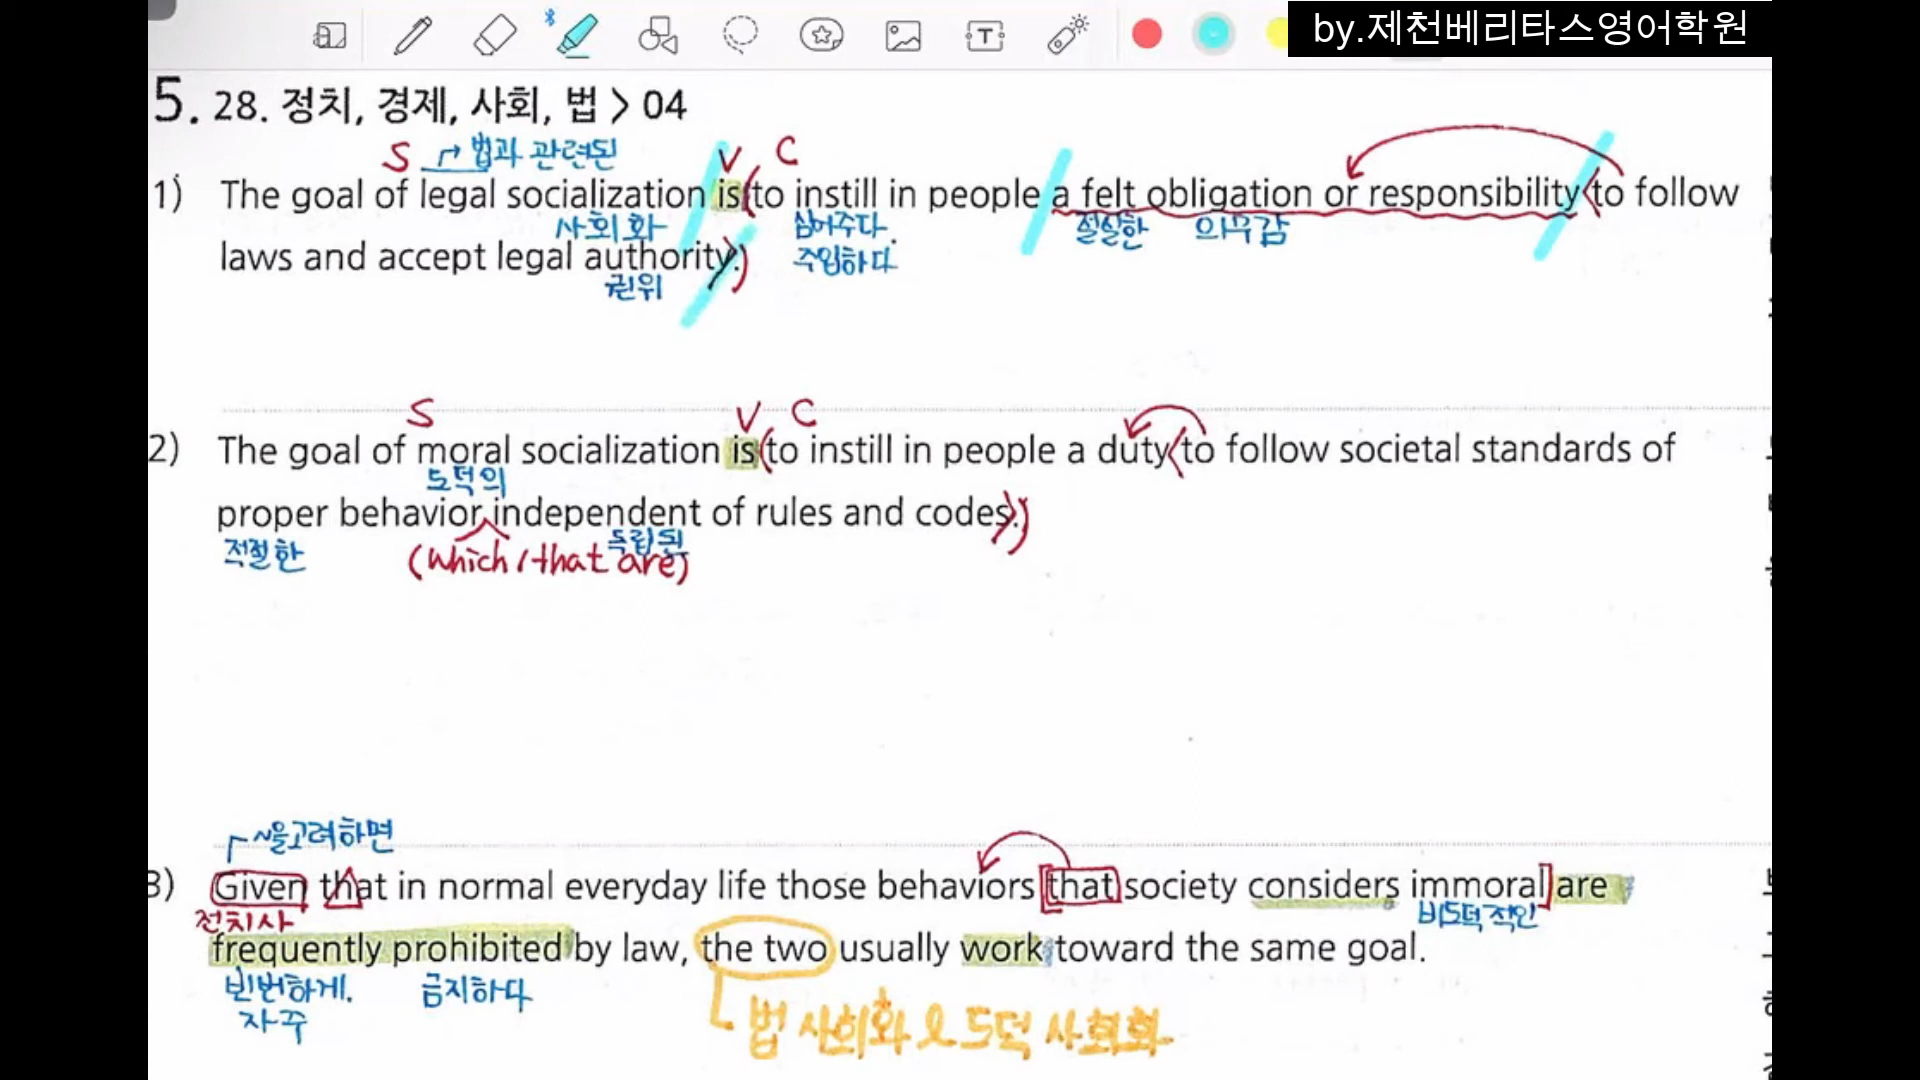 by.제천베리타스영어학원
5. 28. 정치, 경제, 사회, 법 > 04
S 법과 관련된 V C
1) The goal of legal socialization is (to instill in people a felt obligation or responsibility <to follow
사회화 심어주다. 절실한 의무감
laws and accept legal authority.>)
권위 주입하다
S V C
2) The goal of moral socialization is (to instill in people a duty <to follow societal standards of
도덕의
proper behavior independent of rules and codes.>)
적절한 (which/that are) 독립된
~을 고려하면
3) Given that in normal everyday life those behaviors [that society considers immoral] are
전치사 비도덕적인
frequently prohibited by law, the two usually work toward the same goal.
빈번하게. 금지하다
자주
법 사회화 & 도덕 사회화